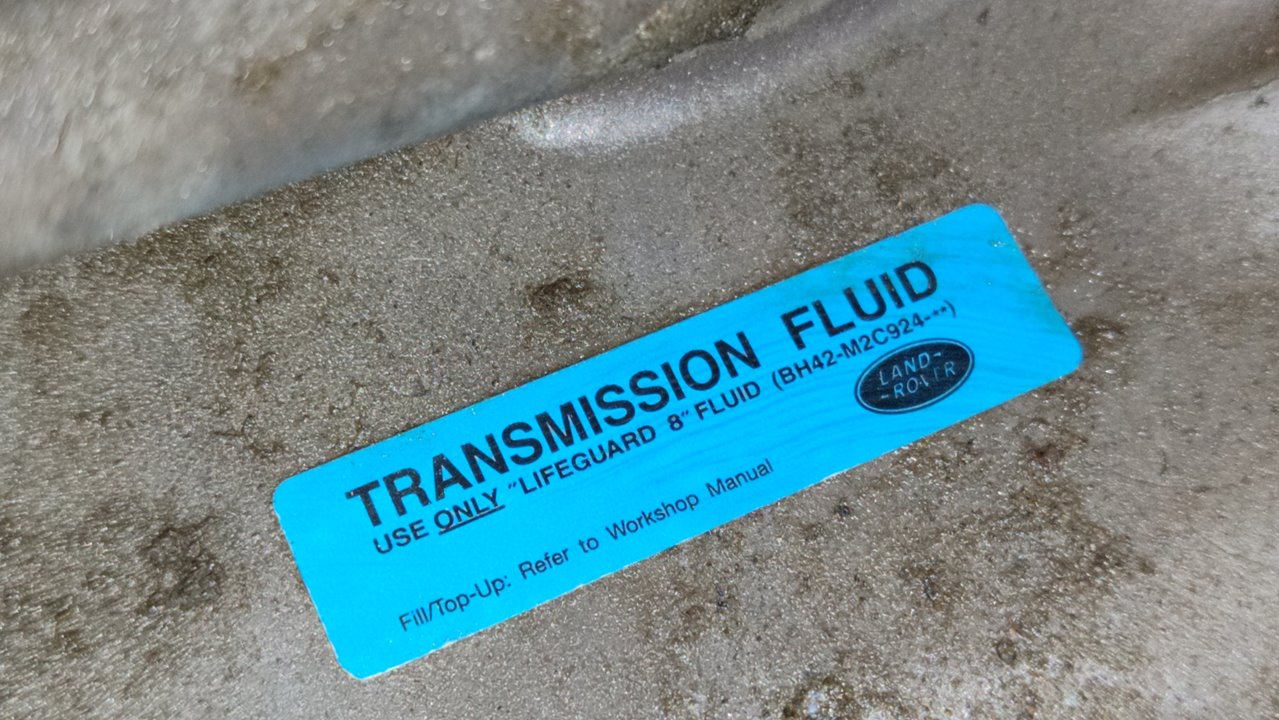 TRANSMISSION FLUID
USE ONLY "LIFEGUARD 8" FLUID (BH42-M2C924-**)
LAND-
-ROVER
Fill/Top-Up: Refer to Workshop Manual